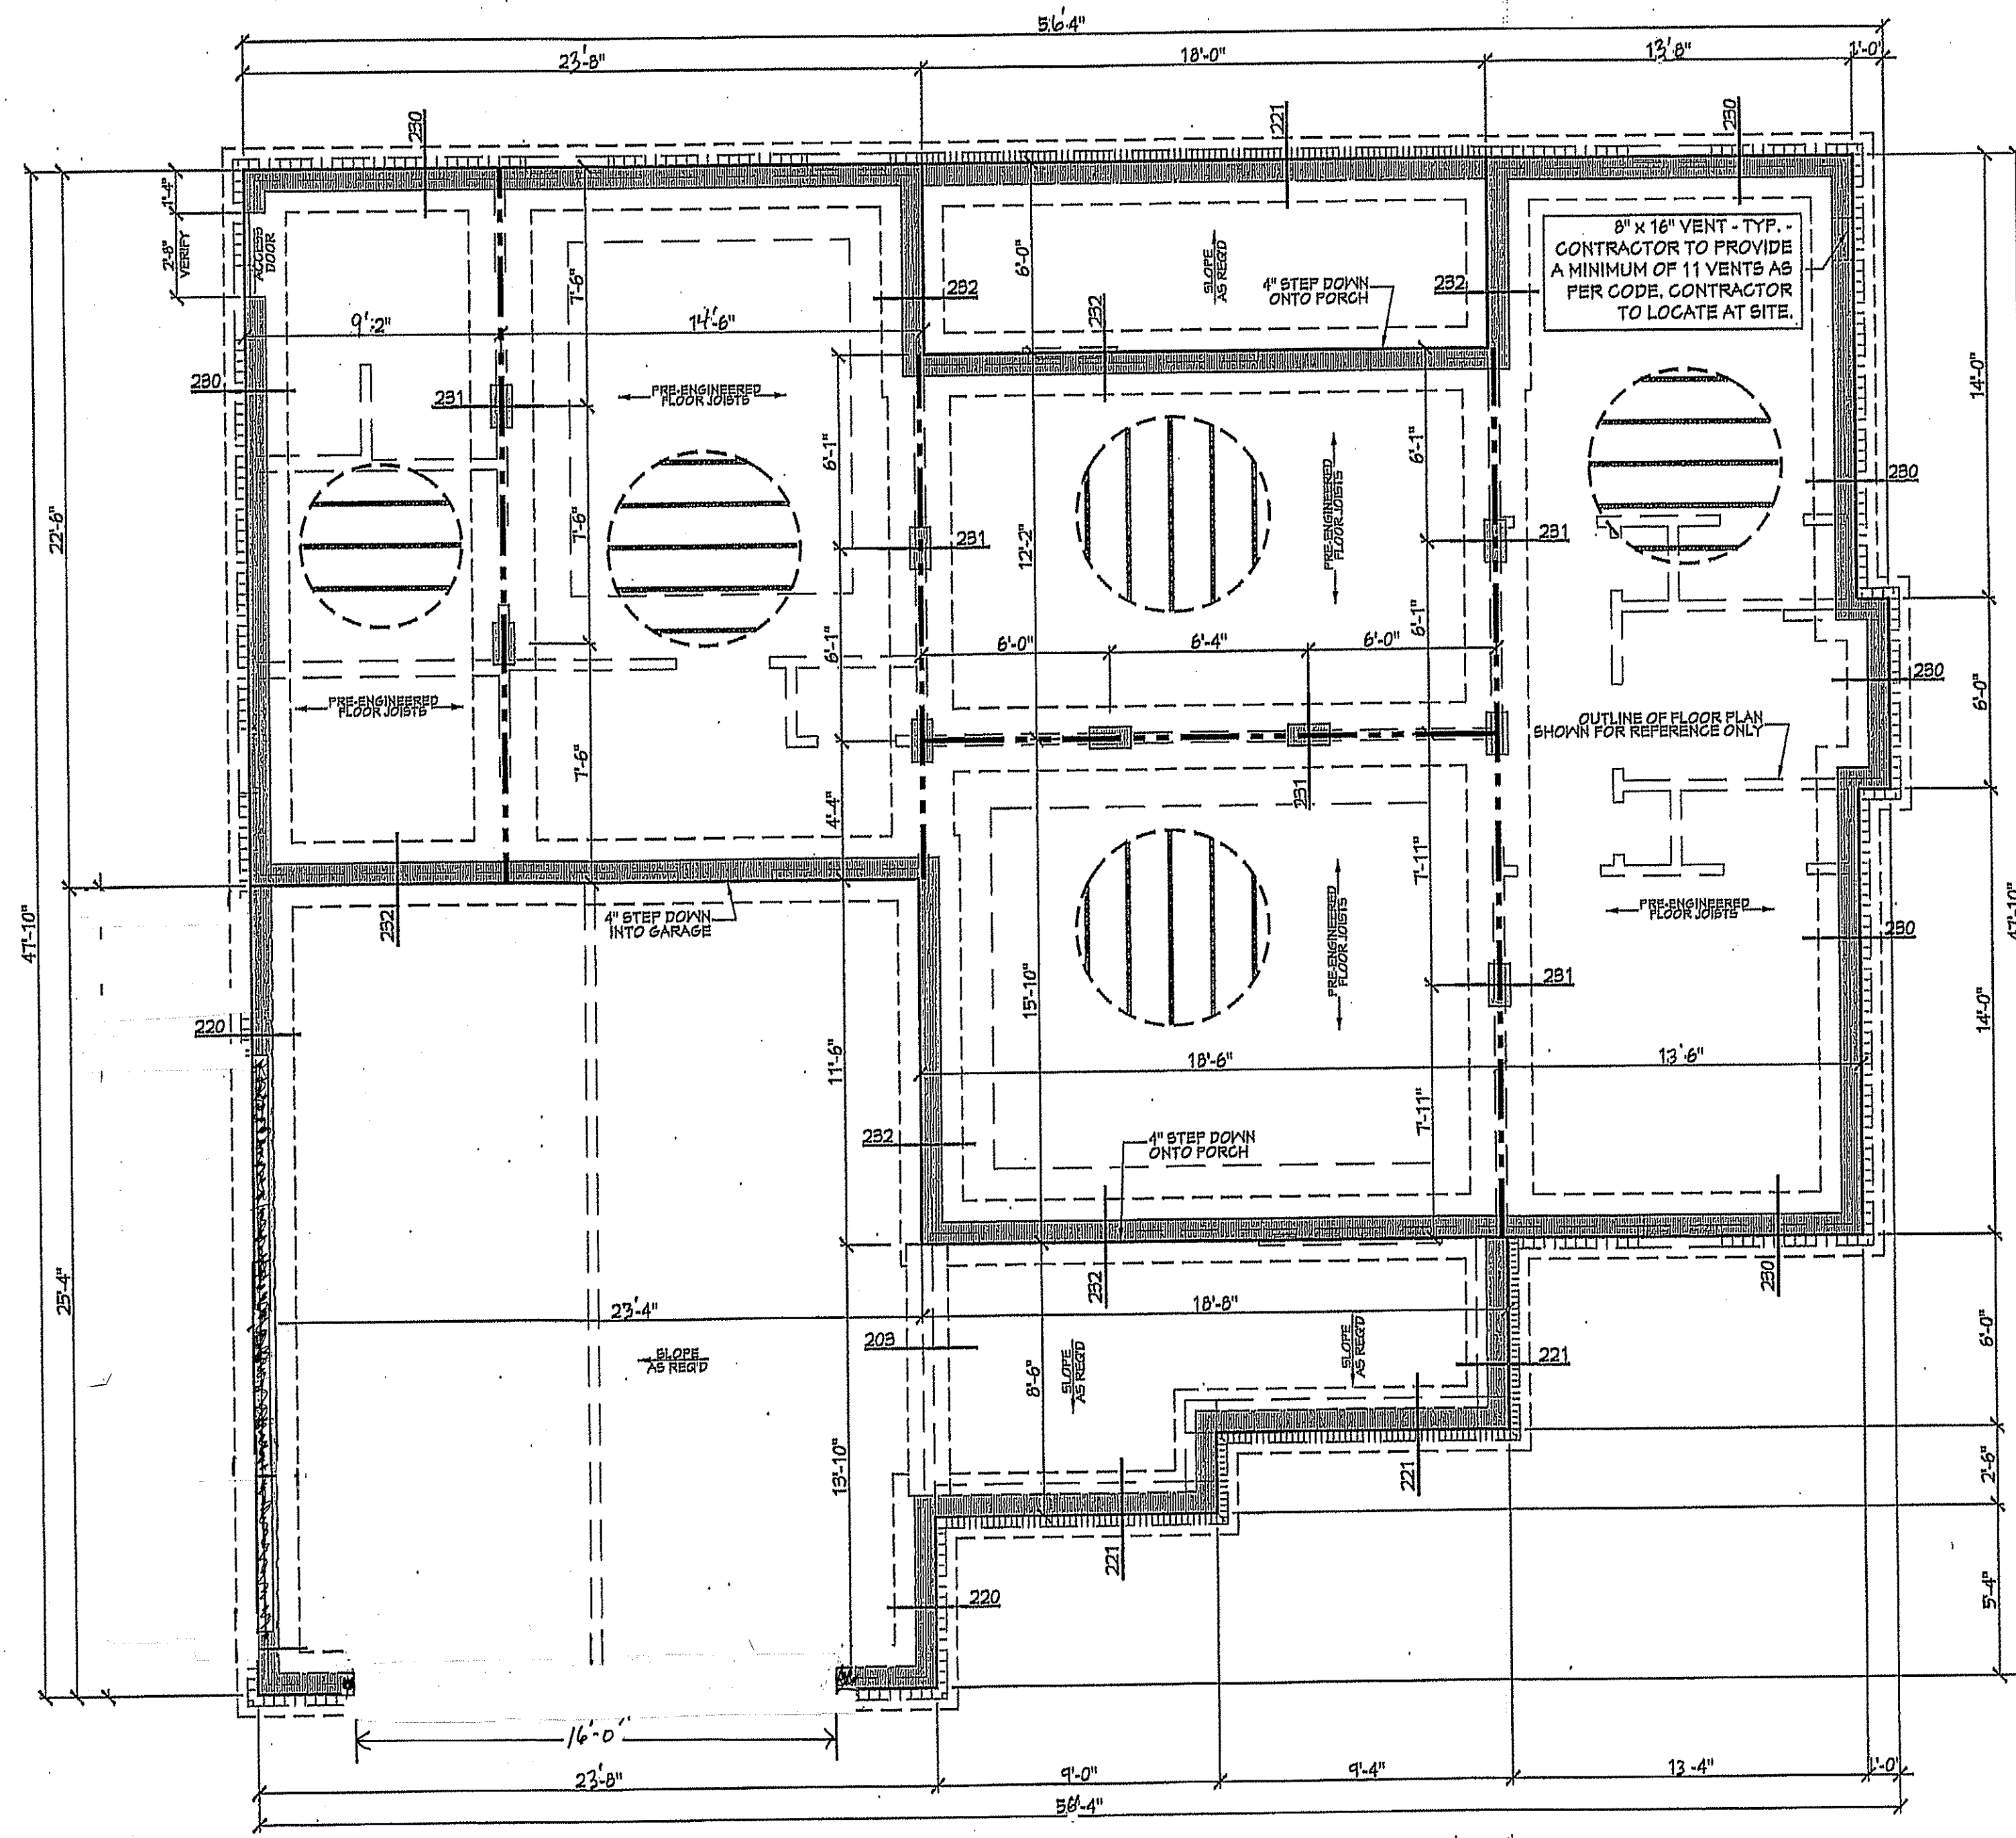 56'4"
23'-8"
18'-0"
13'8"
1'-0"
230
221
230
1'-4"
2'-8"
VERIFY
ACCESS
DOOR
7'-6"
6'-0"
SLOPE
AS REQ'D
8" x 16" VENT - TYP. -
CONTRACTOR TO PROVIDE
A MINIMUM OF 11 VENTS AS
PER CODE. CONTRACTOR
TO LOCATE AT SITE.
232
4" STEP DOWN
ONTO PORCH
232
232
9'-2"
14'-6"
14'-0"
230
231
PRE-ENGINEERED
FLOOR JOISTS
6'-1"
6'-1"
PRE-ENGINEERED
FLOOR JOISTS
230
22'-6"
7'-6"
231
12'-2"
231
6'-1"
6'-1"
6'-0"
6'-4"
6'-0"
230
6'-0"
PRE-ENGINEERED
FLOOR JOISTS
OUTLINE OF FLOOR PLAN
SHOWN FOR REFERENCE ONLY
7'-6"
4'-4"
231
7'-11"
232
4" STEP DOWN
INTO GARAGE
PRE-ENGINEERED
FLOOR JOISTS
PRE-ENGINEERED
FLOOR JOISTS
230
47'-10"
47'-10"
15'-10"
231
14'-0"
220
11'-6"
18'-6"
13'6"
7'-11"
232
4" STEP DOWN
ONTO PORCH
25'-4"
232
230
23'-4"
18'-8"
203
SLOPE
AS REQ'D
8'-6"
SLOPE
AS REQ'D
SLOPE
AS REQ'D
221
6'-0"
13'-10"
221
2'-6"
221
220
5'-4"
16'-0"
23'-8"
9'-0"
9'-4"
13'-4"
1'-0"
56'-4"